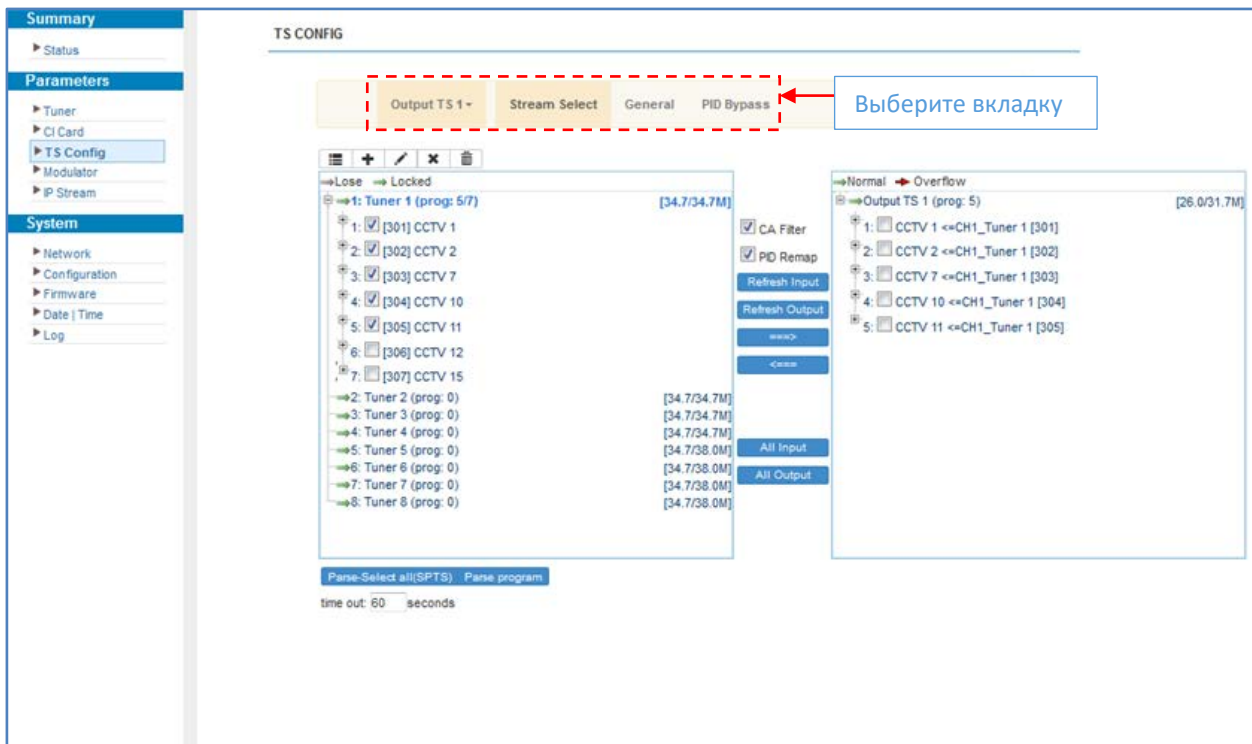 Summary
Status
Parameters
Tuner
CI Card
TS Config
Modulator
IP Stream
System
Network
Configuration
Firmware
Date | Time
Log
TS CONFIG
Output TS 1 Stream Select General PID Bypass
Выберите вкладку
Lose Locked
1: Tuner 1 (prog: 5/7) [34.7/34.7M]
1: [301] CCTV 1
2: [302] CCTV 2
3: [303] CCTV 7
4: [304] CCTV 10
5: [305] CCTV 11
6: [306] CCTV 12
7: [307] CCTV 15
2: Tuner 2 (prog: 0) [34.7/34.7M]
3: Tuner 3 (prog: 0) [34.7/34.7M]
4: Tuner 4 (prog: 0) [34.7/34.7M]
5: Tuner 5 (prog: 0) [34.7/38.0M]
6: Tuner 6 (prog: 0) [34.7/38.0M]
7: Tuner 7 (prog: 0) [34.7/38.0M]
8: Tuner 8 (prog: 0) [34.7/38.0M]
CA Filter
PID Remap
Refresh Input
Refresh Output
===>
<===
All Input
All Output
Normal Overflow
Output TS 1 (prog: 5) [26.0/31.7M]
1: CCTV 1 <=CH1_Tuner 1 [301]
2: CCTV 2 <=CH1_Tuner 1 [302]
3: CCTV 7 <=CH1_Tuner 1 [303]
4: CCTV 10 <=CH1_Tuner 1 [304]
5: CCTV 11 <=CH1_Tuner 1 [305]
Parse-Select all(SPTS) Parse program
time out: 60 seconds